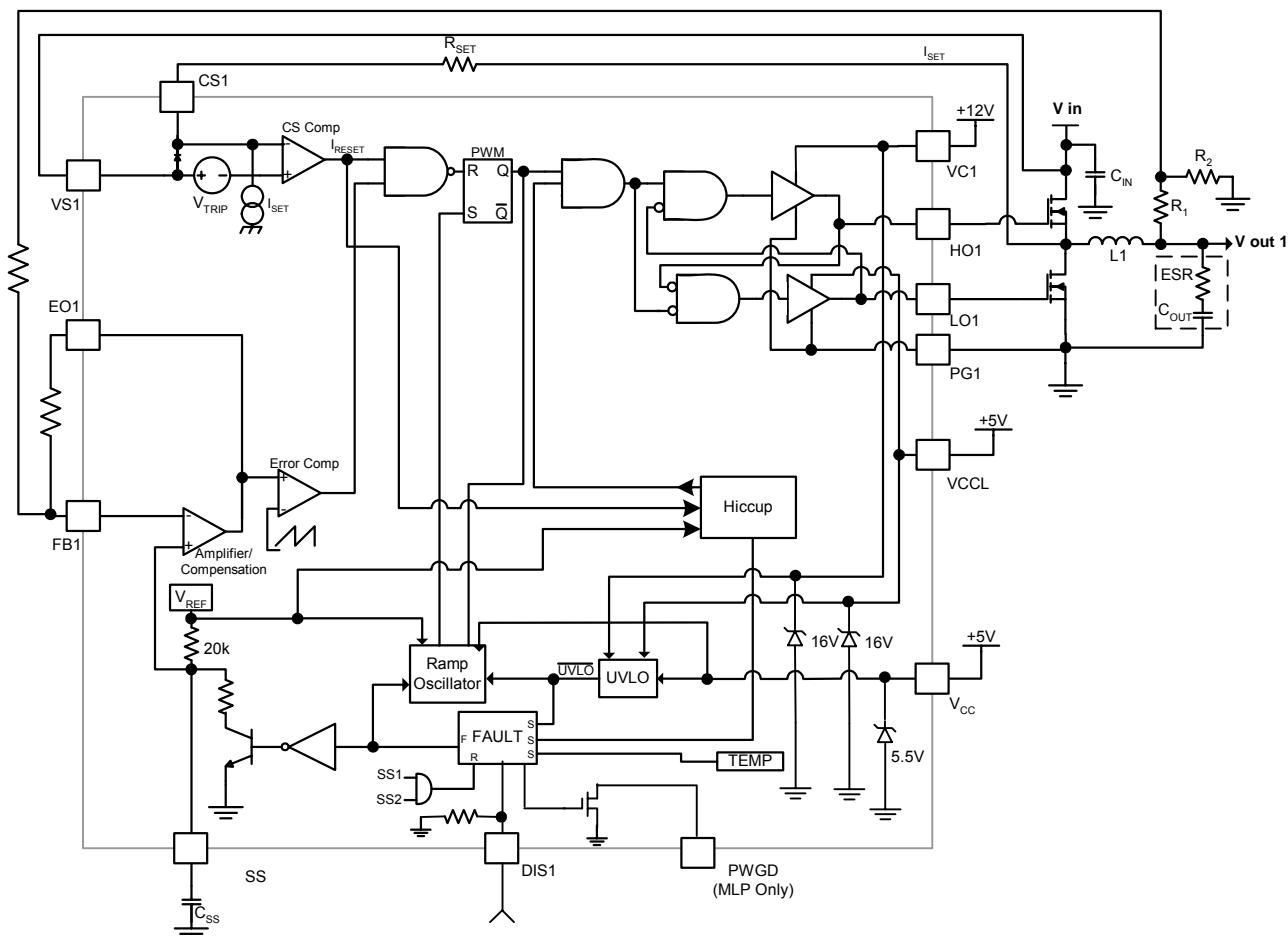 R_SET
I_SET
CS1
CS Comp
I_RESET
PWM
R Q
S Q̅
VS1
V_TRIP
I_SET
+12V
VC1
V in
C_IN
R_2
R_1
HO1
L1
V out 1
ESR
C_OUT
LO1
PG1
EO1
+5V
VCCL
Error Comp
Hiccup
FB1
Amplifier/
Compensation
V_REF
20k
16V
16V
+5V
Ramp
Oscillator
U̅V̅L̅O̅
UVLO
V_CC
FAULT
F
S
S
S
R
TEMP
5.5V
SS1
SS2
SS
DIS1
PWGD
(MLP Only)
C_SS
+
-
-
+
+
-
-
+